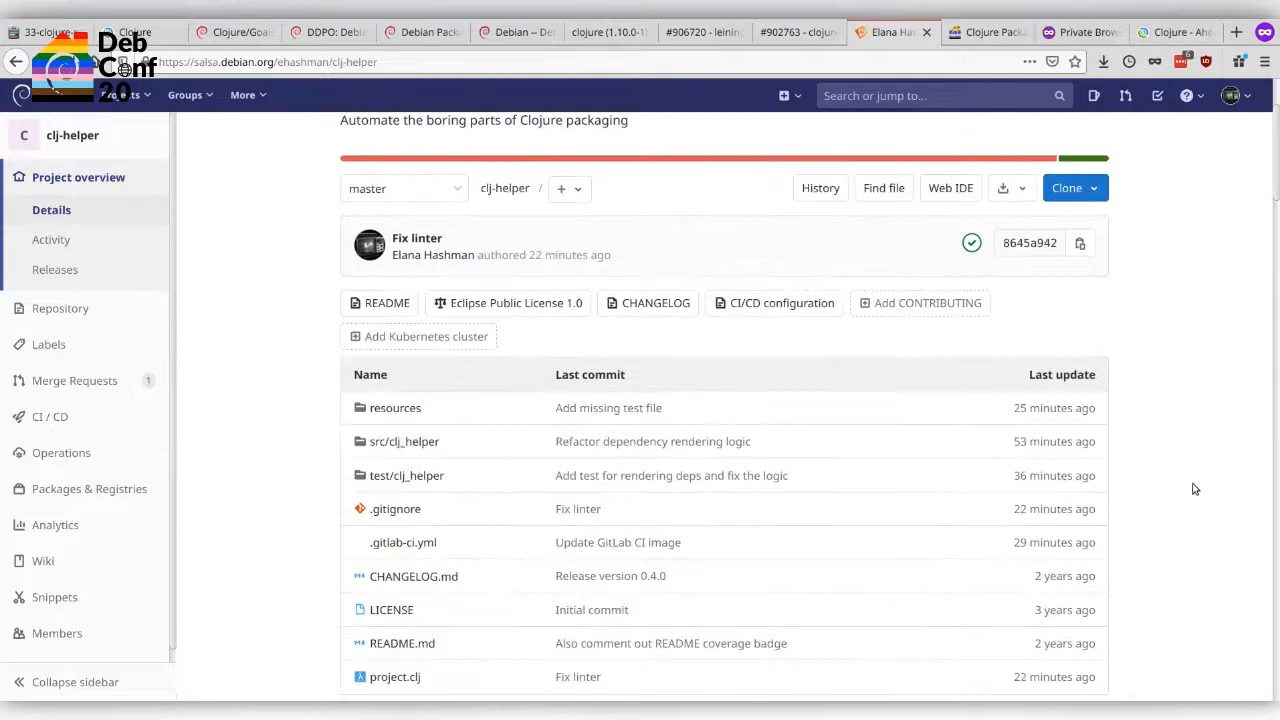 33-clojure-
Clojure
Clojure/
DDPO: Debi
Debian Pack
Debian -- D
clojure (1.10.0-1)
#906720 - leining
#902763
Elana Has
Clojure Pack
Private Brow
Clojure - Ahe
Deb
Conf
20
https://salsa.debian.org/ehashman/clj-helper
Projects
Groups
More
Search or jump to...
C
clj-helper
Project overview
Details
Activity
Releases
Repository
Labels
Merge Requests
1
CI / CD
Operations
Packages & Registries
Analytics
Wiki
Snippets
Members
Collapse sidebar
Automate the boring parts of Clojure packaging
master
clj-helper / +
History
Find file
Web IDE
Clone
Fix linter
Elana Hashman authored 22 minutes ago
8645a942
README
Eclipse Public License 1.0
CHANGELOG
CI/CD configuration
Add CONTRIBUTING
Add Kubernetes cluster
Name Last commit Last update
resources Add missing test file 25 minutes ago
src/clj_helper Refactor dependency rendering logic 53 minutes ago
test/clj_helper Add test for rendering deps and fix the logic 36 minutes ago
.gitignore Fix linter 22 minutes ago
.gitlab-ci.yml Update GitLab CI image 29 minutes ago
CHANGELOG.md Release version 0.4.0 2 years ago
LICENSE Initial commit 3 years ago
README.md Also comment out README coverage badge 2 years ago
project.clj Fix linter 22 minutes ago